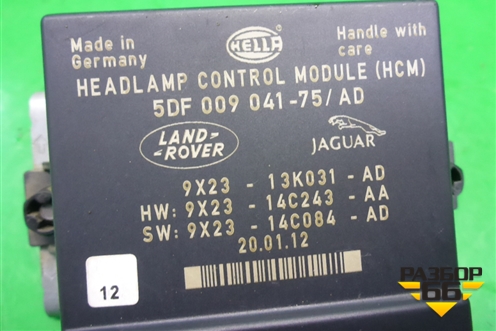 Made in
Germany
HELLA
Handle with
care
HEADLAMP CONTROL MODULE (HCM)
5DF 009 041-75/AD
LAND-
ROVER
JAGUAR
9X23 - 13K031 - AD
HW: 9X23 - 14C243 - AA
SW: 9X23 - 14C084 - AD
20.01.12
12
РАЗБОР
66